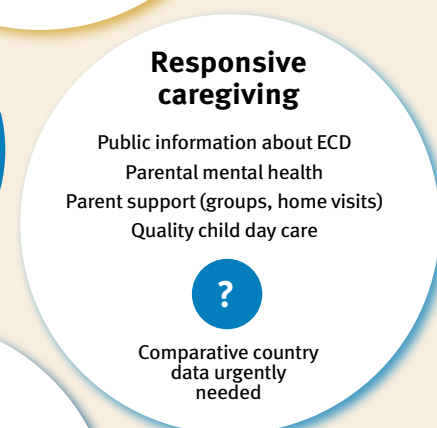 Responsive
caregiving
Public information about ECD
Parental mental health
Parent support (groups, home visits)
Quality child day care
?
Comparative country
data urgently
needed